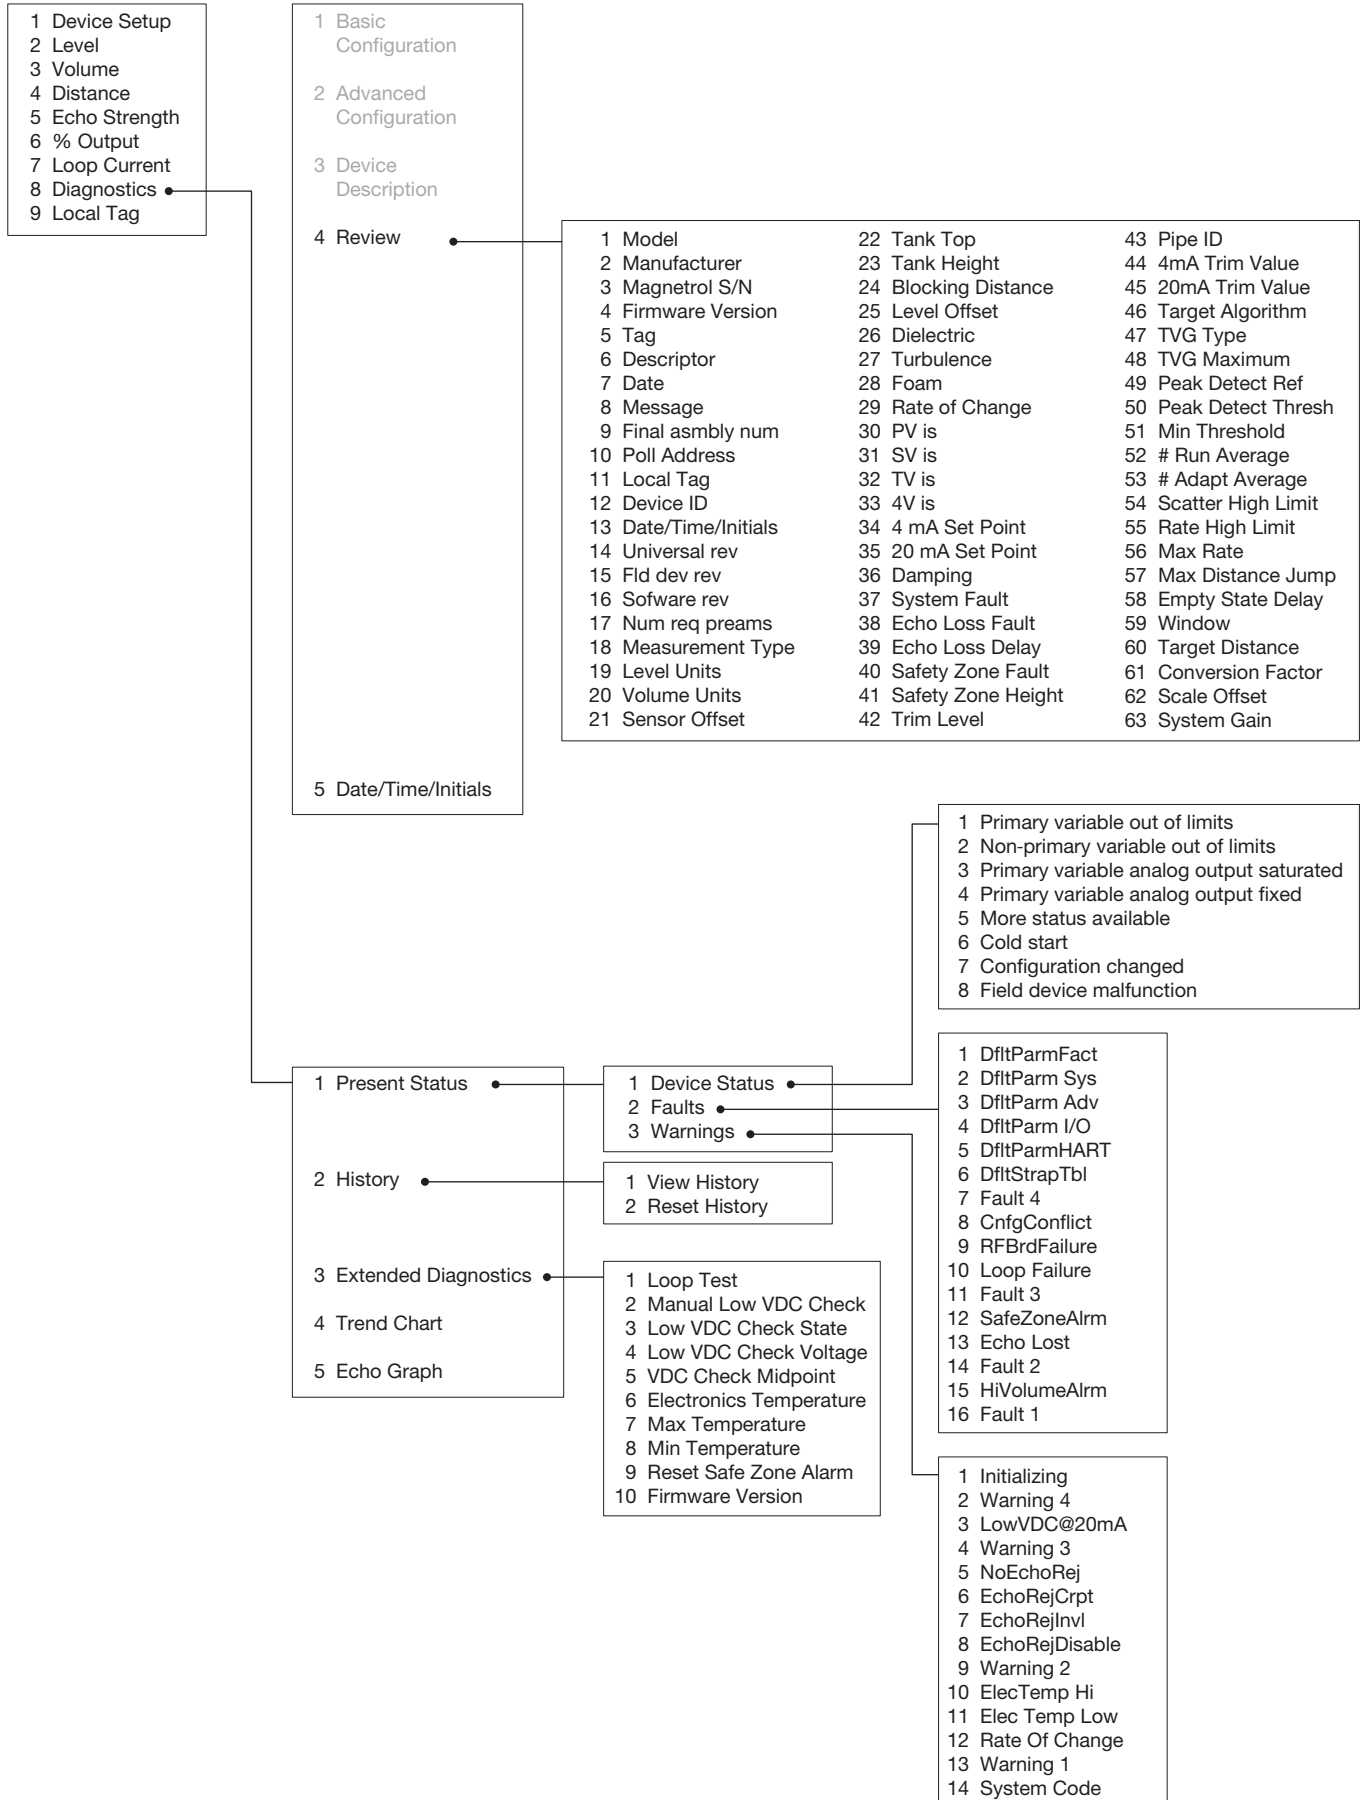 1 Device Setup
2 Level
3 Volume
4 Distance
5 Echo Strength
6 % Output
7 Loop Current
8 Diagnostics
9 Local Tag
1 Basic
Configuration
2 Advanced
Configuration
3 Device
Description
4 Review
5 Date/Time/Initials
1 Model
2 Manufacturer
3 Magnetrol S/N
4 Firmware Version
5 Tag
6 Descriptor
7 Date
8 Message
9 Final asmbly num
10 Poll Address
11 Local Tag
12 Device ID
13 Date/Time/Initials
14 Universal rev
15 Fld dev rev
16 Sofware rev
17 Num req preams
18 Measurement Type
19 Level Units
20 Volume Units
21 Sensor Offset
22 Tank Top
23 Tank Height
24 Blocking Distance
25 Level Offset
26 Dielectric
27 Turbulence
28 Foam
29 Rate of Change
30 PV is
31 SV is
32 TV is
33 4V is
34 4 mA Set Point
35 20 mA Set Point
36 Damping
37 System Fault
38 Echo Loss Fault
39 Echo Loss Delay
40 Safety Zone Fault
41 Safety Zone Height
42 Trim Level
43 Pipe ID
44 4mA Trim Value
45 20mA Trim Value
46 Target Algorithm
47 TVG Type
48 TVG Maximum
49 Peak Detect Ref
50 Peak Detect Thresh
51 Min Threshold
52 # Run Average
53 # Adapt Average
54 Scatter High Limit
55 Rate High Limit
56 Max Rate
57 Max Distance Jump
58 Empty State Delay
59 Window
60 Target Distance
61 Conversion Factor
62 Scale Offset
63 System Gain
1 Present Status
2 History
3 Extended Diagnostics
4 Trend Chart
5 Echo Graph
1 Device Status
2 Faults
3 Warnings
1 View History
2 Reset History
1 Loop Test
2 Manual Low VDC Check
3 Low VDC Check State
4 Low VDC Check Voltage
5 VDC Check Midpoint
6 Electronics Temperature
7 Max Temperature
8 Min Temperature
9 Reset Safe Zone Alarm
10 Firmware Version
1 Primary variable out of limits
2 Non-primary variable out of limits
3 Primary variable analog output saturated
4 Primary variable analog output fixed
5 More status available
6 Cold start
7 Configuration changed
8 Field device malfunction
1 DfltParmFact
2 DfltParm Sys
3 DfltParm Adv
4 DfltParm I/O
5 DfltParmHART
6 DfltStrapTbl
7 Fault 4
8 CnfgConflict
9 RFBrdFailure
10 Loop Failure
11 Fault 3
12 SafeZoneAlrm
13 Echo Lost
14 Fault 2
15 HiVolumeAlrm
16 Fault 1
1 Initializing
2 Warning 4
3 LowVDC@20mA
4 Warning 3
5 NoEchoRej
6 EchoRejCrpt
7 EchoRejInvl
8 EchoRejDisable
9 Warning 2
10 ElecTemp Hi
11 Elec Temp Low
12 Rate Of Change
13 Warning 1
14 System Code